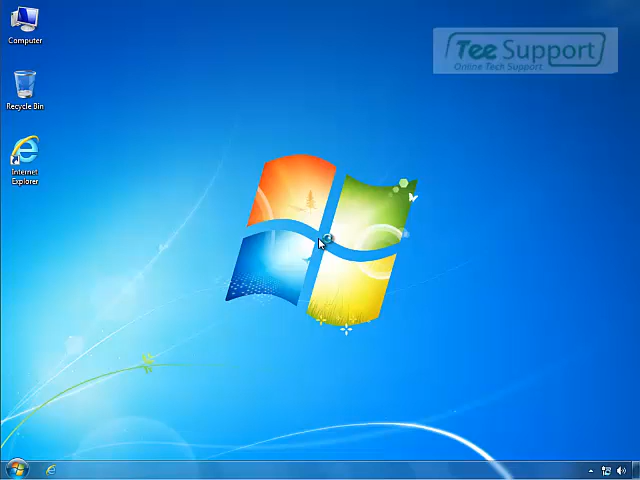 Computer
Tee Support
Online Tech Support
Recycle Bin
Internet
Explorer